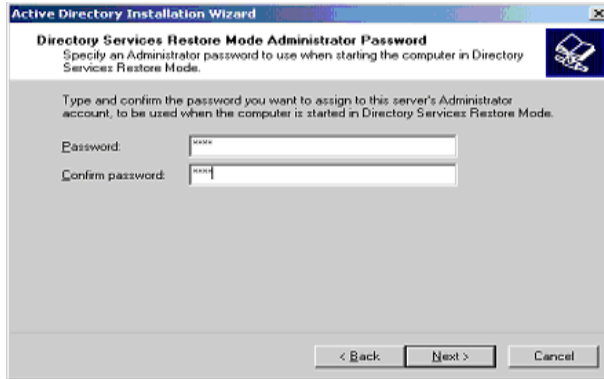 Active Directory Installation Wizard
Directory Services Restore Mode Administrator Password
Specify an Administrator password to use when starting the computer in Directory
Services Restore Mode.
Type and confirm the password you want to assign to this server's Administrator
account, to be used when the computer is started in Directory Services Restore Mode.
Password: ****
Confirm password: ****
< Back Next > Cancel